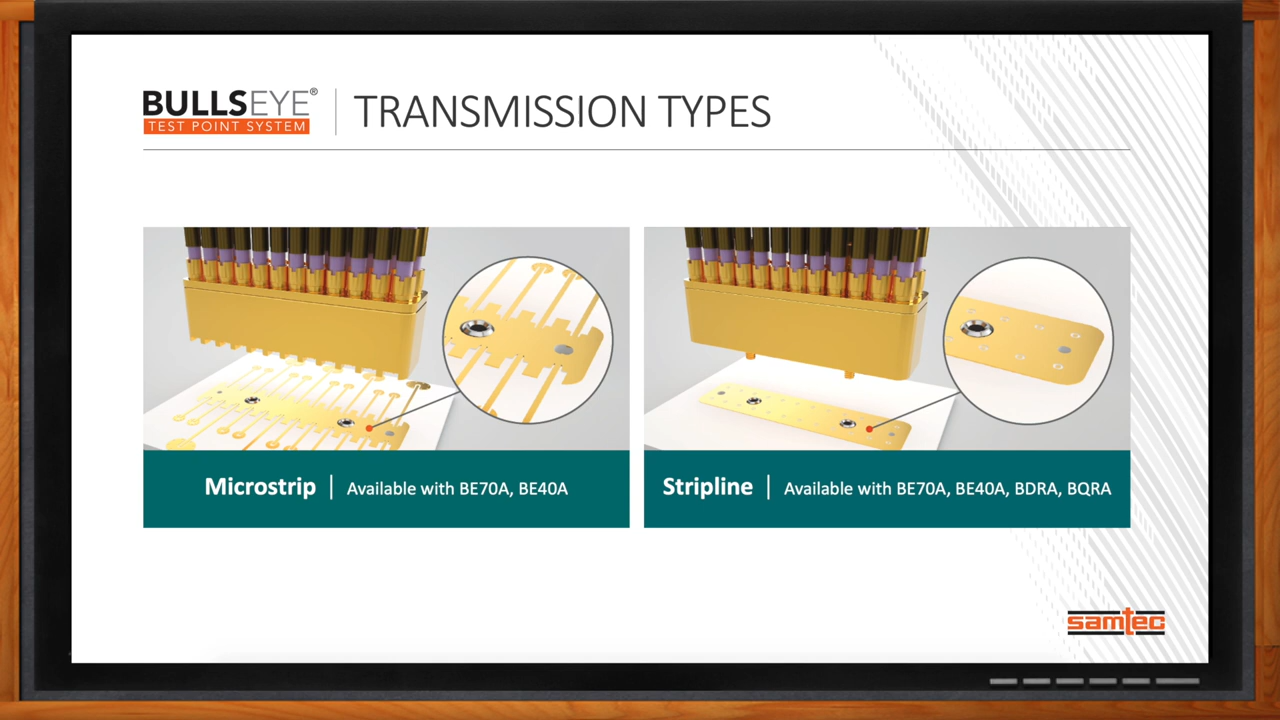 BULLSEYE®
TEST POINT SYSTEM
TRANSMISSION TYPES
Microstrip | Available with BE70A, BE40A
Stripline | Available with BE70A, BE40A, BDRA, BQRA
samtec